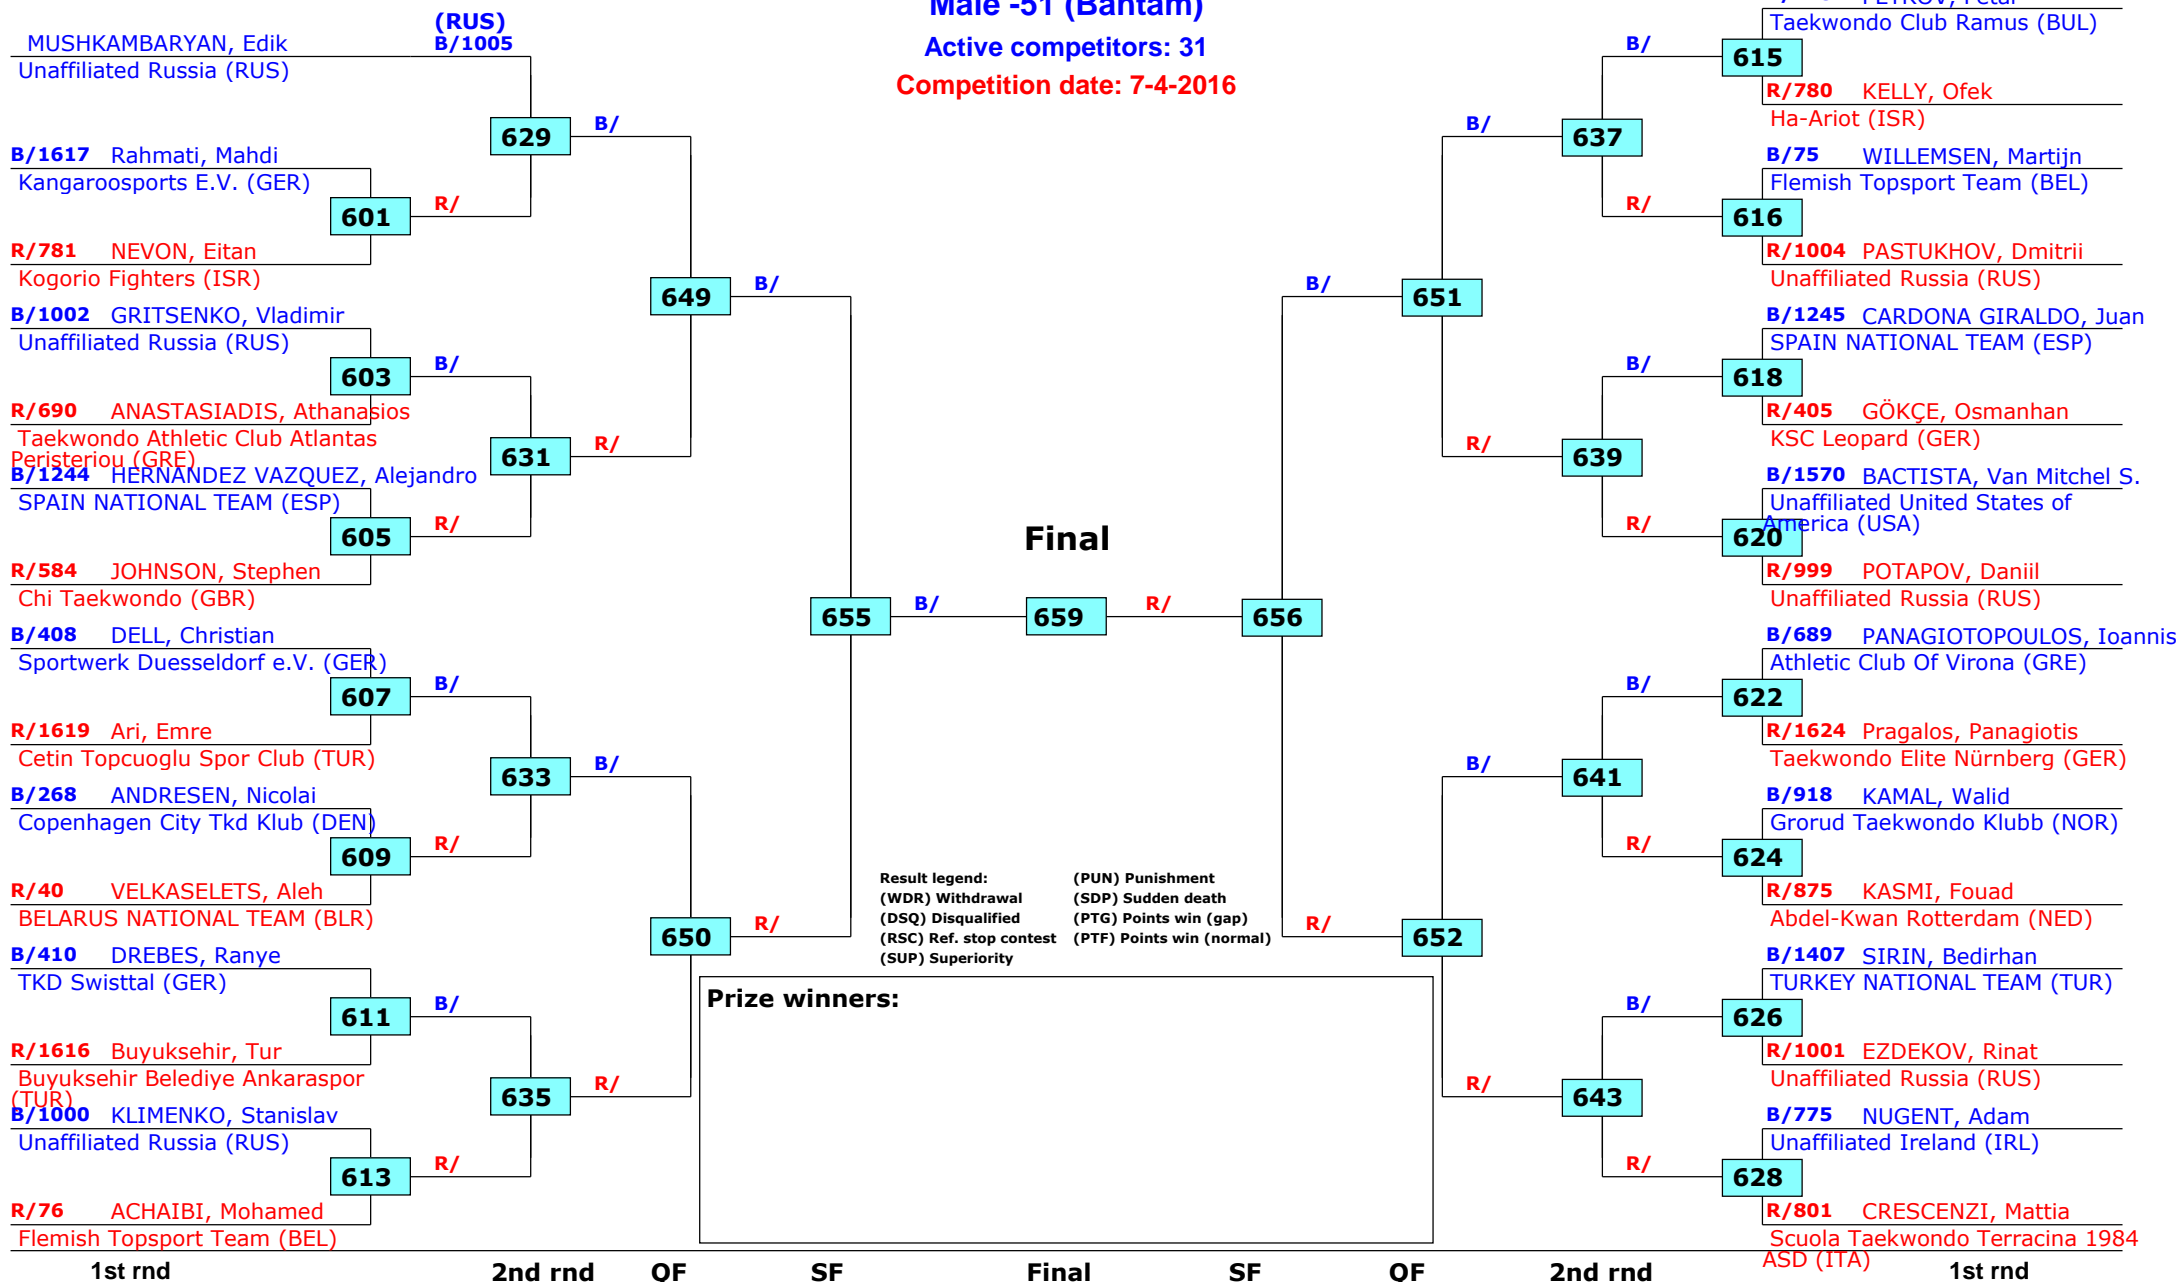 Male -51 (Bantam)
Active competitors: 31
Competition date: 7-4-2016
(RUS)
MUSHKAMBARYAN, Edik B/1005
Unaffiliated Russia (RUS)
629
B/
B/1617 Rahmati, Mahdi
Kangaroosports E.V. (GER)
601
R/
R/781 NEVON, Eitan
Kogorio Fighters (ISR)
649
B/
B/1002 GRITSENKO, Vladimir
Unaffiliated Russia (RUS)
603
B/
R/690 ANASTASIADIS, Athanasios
Taekwondo Athletic Club Atlantas
Peristeriou (GRE)
631
R/
B/1244 HERNANDEZ VAZQUEZ, Alejandro
SPAIN NATIONAL TEAM (ESP)
605
R/
R/584 JOHNSON, Stephen
Chi Taekwondo (GBR)
655
B/
B/408 DELL, Christian
Sportwerk Duesseldorf e.V. (GER)
607
B/
R/1619 Ari, Emre
Cetin Topcuoglu Spor Club (TUR)
633
B/
B/268 ANDRESEN, Nicolai
Copenhagen City Tkd Klub (DEN)
609
R/
R/40 VELKASELETS, Aleh
BELARUS NATIONAL TEAM (BLR)
650
R/
B/410 DREBES, Ranye
TKD Swisttal (GER)
611
B/
R/1616 Buyuksehir, Tur
Buyuksehir Belediye Ankaraspor
(TUR)
635
R/
B/1000 KLIMENKO, Stanislav
Unaffiliated Russia (RUS)
613
R/
R/76 ACHAIBI, Mohamed
Flemish Topsport Team (BEL)
Final
659
R/
656
Result legend:
(WDR) Withdrawal
(DSQ) Disqualified
(RSC) Ref. stop contest
(SUP) Superiority
(PUN) Punishment
(SDP) Sudden death
(PTG) Points win (gap)
(PTF) Points win (normal)
Prize winners:
Taekwondo Club Ramus (BUL)
B/
615
R/780 KELLY, Ofek
Ha-Ariot (ISR)
B/
637
B/75 WILLEMSEN, Martijn
Flemish Topsport Team (BEL)
R/
616
R/1004 PASTUKHOV, Dmitrii
Unaffiliated Russia (RUS)
B/
651
B/1245 CARDONA GIRALDO, Juan
SPAIN NATIONAL TEAM (ESP)
B/
618
R/405 GÖKÇE, Osmanhan
KSC Leopard (GER)
R/
639
B/1570 BACTISTA, Van Mitchel S.
Unaffiliated United States of
America (USA)
R/
620
R/999 POTAPOV, Daniil
Unaffiliated Russia (RUS)
B/689 PANAGIOTOPOULOS, Ioannis
Athletic Club Of Virona (GRE)
B/
622
R/1624 Pragalos, Panagiotis
Taekwondo Elite Nürnberg (GER)
B/
641
B/918 KAMAL, Walid
Grorud Taekwondo Klubb (NOR)
R/
624
R/875 KASMI, Fouad
Abdel-Kwan Rotterdam (NED)
R/
652
B/1407 SIRIN, Bedirhan
TURKEY NATIONAL TEAM (TUR)
B/
626
R/1001 EZDEKOV, Rinat
Unaffiliated Russia (RUS)
R/
643
B/775 NUGENT, Adam
Unaffiliated Ireland (IRL)
R/
628
R/801 CRESCENZI, Mattia
Scuola Taekwondo Terracina 1984
ASD (ITA)
1st rnd 2nd rnd QF SF Final SF QF 2nd rnd 1st rnd